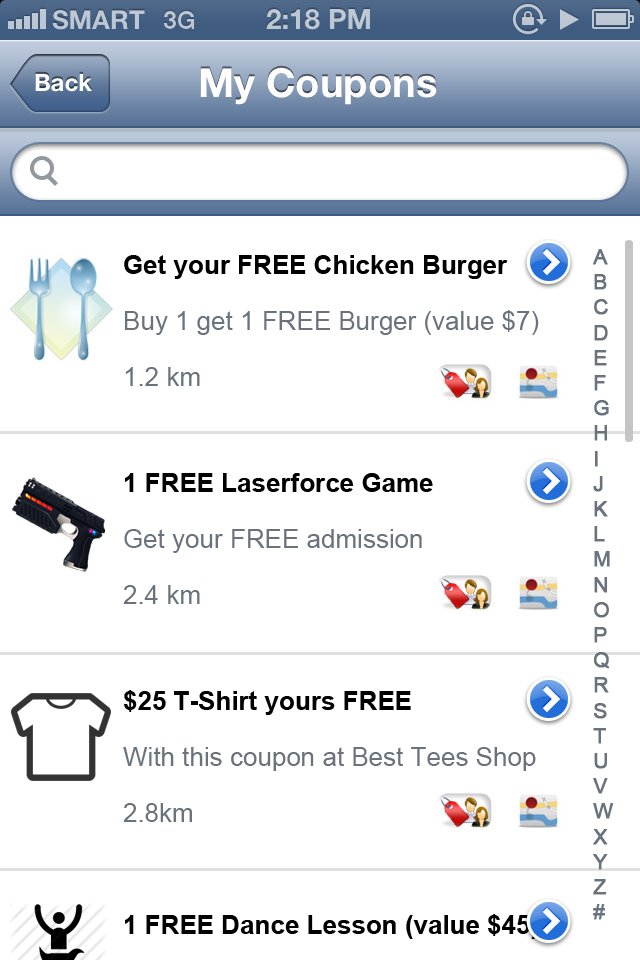 SMART 3G 2:18 PM
Back My Coupons
Get your FREE Chicken Burger
Buy 1 get 1 FREE Burger (value $7)
1.2 km
1 FREE Laserforce Game
Get your FREE admission
2.4 km
$25 T-Shirt yours FREE
With this coupon at Best Tees Shop
2.8km
1 FREE Dance Lesson (value $45
A
B
C
D
E
F
G
H
I
J
K
L
M
N
O
P
Q
R
S
T
U
V
W
X
Y
Z
#